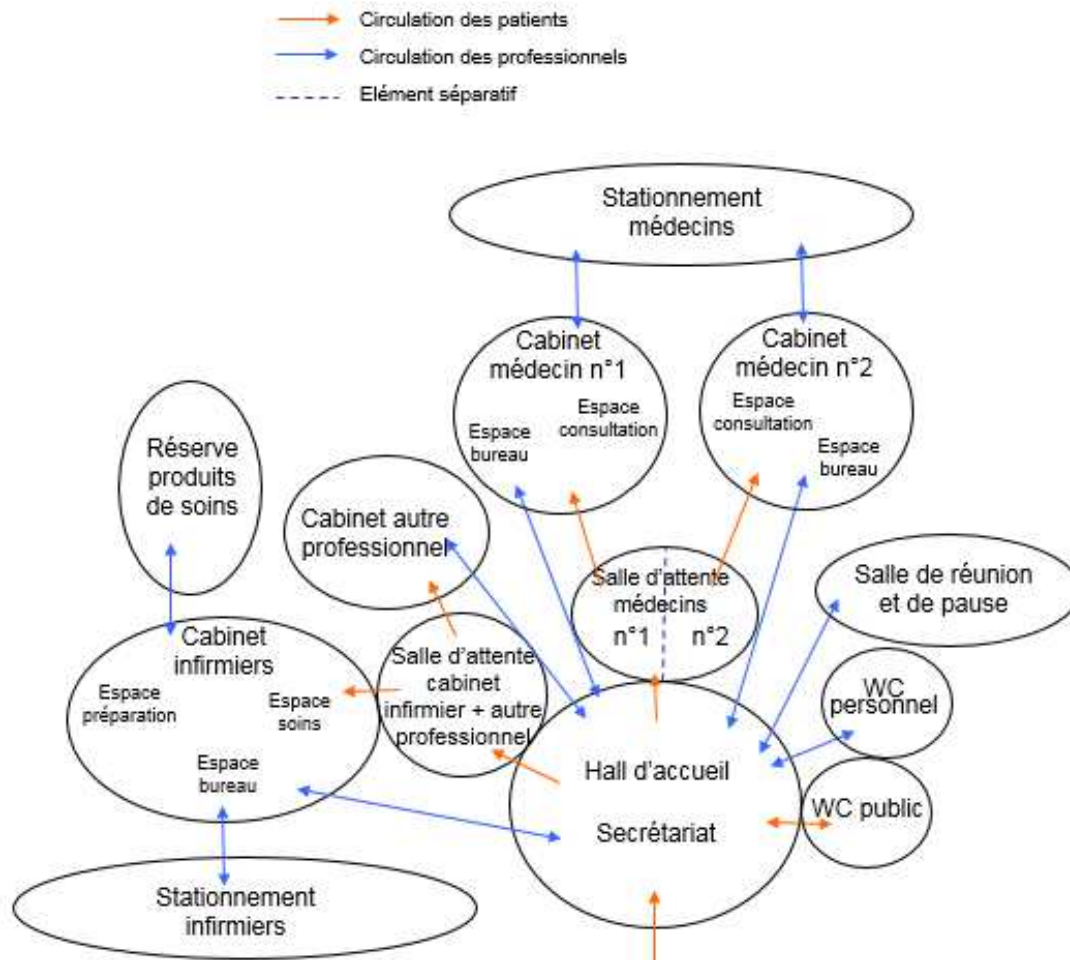 Circulation des patients
Circulation des professionnels
Elément séparatif
Stationnement
médecins
Cabinet
médecin n°1
Espace
consultation
Espace
bureau
Cabinet
médecin n°2
Espace
consultation
Espace
bureau
Réserve
produits
de soins
Cabinet autre
professionnel
Salle d'attente
médecins
n°1
n°2
Salle de réunion
et de pause
Cabinet
infirmiers
Espace
préparation
Espace
soins
Espace
bureau
Salle d'attente
cabinet
infirmier + autre
professionnel
WC
personnel
Hall d'accueil
Secrétariat
WC public
Stationnement
infirmiers